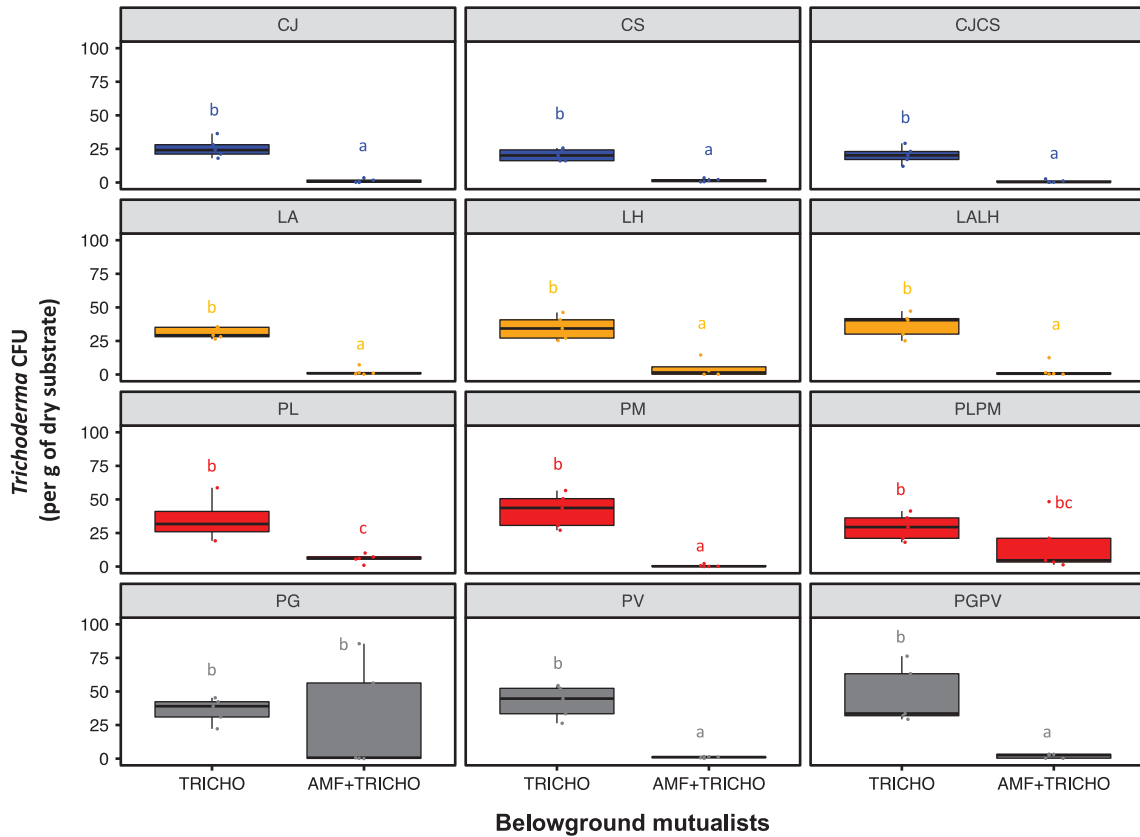 CJ CS CJCS
100
75
50
25
0
b a b a b a
LA LH LALH
100
75
50
25
0
b a b a b a
PL PM PLPM
100
75
50
25
0
b c b a b bc
PG PV PGPV
100
75
50
25
0
b b b a b a
TRICHO AMF+TRICHO TRICHO AMF+TRICHO TRICHO AMF+TRICHO
Belowground mutualists
Trichoderma CFU
(per g of dry substrate)